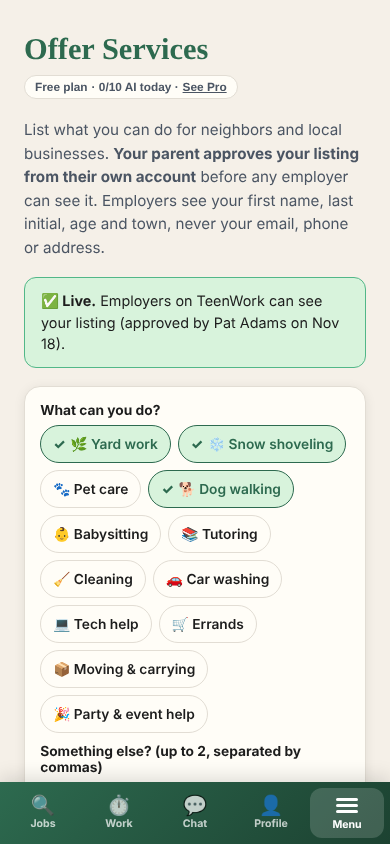 Offer Services
Free plan · 0/10 AI today · See Pro
List what you can do for neighbors and local
businesses. Your parent approves your listing
from their own account before any employer
can see it. Employers see your first name, last
initial, age and town, never your email, phone
or address.
✅ Live. Employers on TeenWork can see
your listing (approved by Pat Adams on Nov
18).
What can you do?
✓ 🌿 Yard work ✓ ❄️ Snow shoveling
🐾 Pet care ✓ 🐕 Dog walking
👶 Babysitting 📚 Tutoring
🧹 Cleaning 🚗 Car washing
💻 Tech help 🛒 Errands
📦 Moving & carrying
🎉 Party & event help
Something else? (up to 2, separated by
commas)
Jobs Work Chat Profile Menu